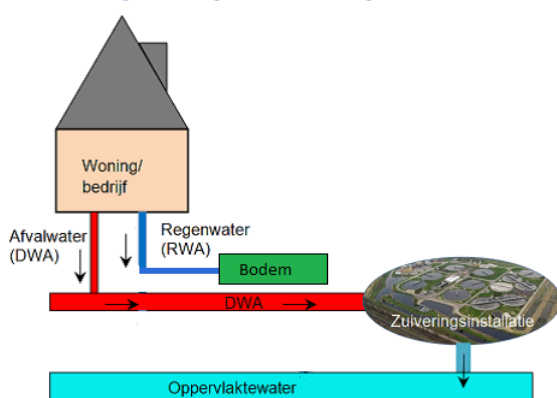 Woning/
bedrijf
Afvalwater
(DWA)
Regenwater
(RWA)
Bodem
DWA
Zuiveringsinstallatie
Oppervlaktewater